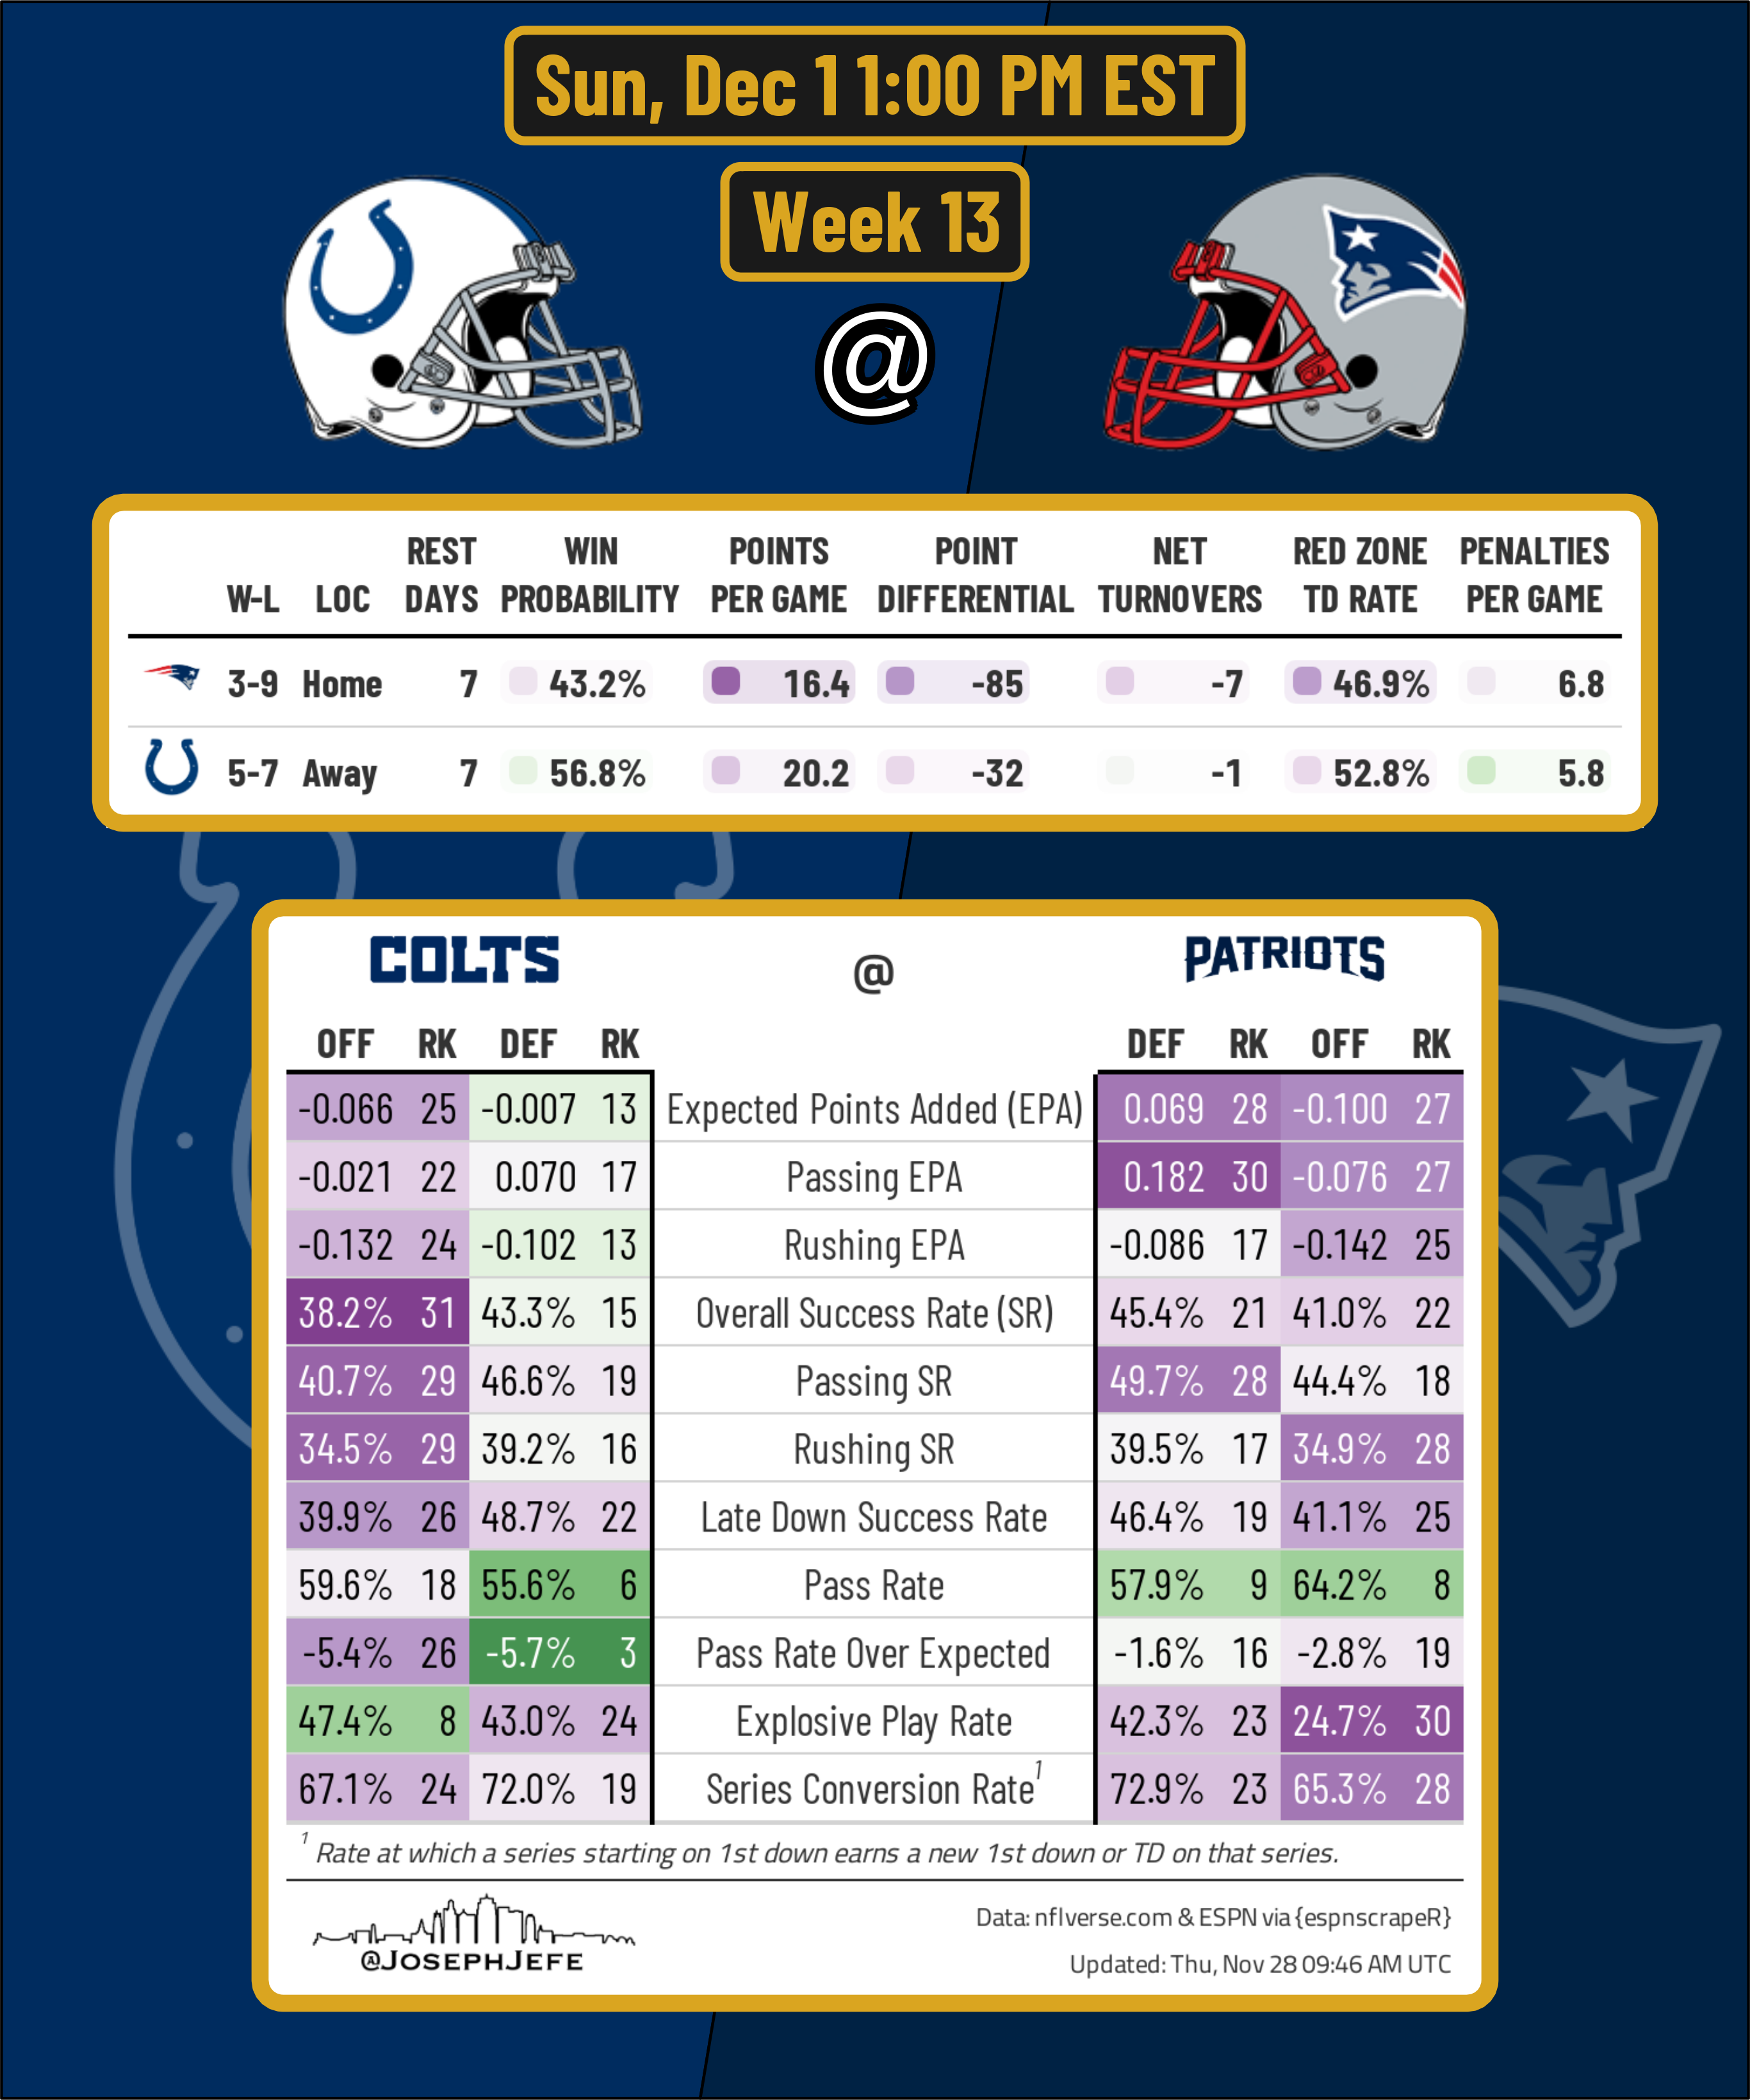 Sun, Dec 1 1:00 PM EST
Week 13
@
W-L LOC REST DAYS WIN PROBABILITY POINTS PER GAME POINT DIFFERENTIAL NET TURNOVERS RED ZONE TD RATE PENALTIES PER GAME
3-9 Home 7 43.2% 16.4 -85 -7 46.9% 6.8
5-7 Away 7 56.8% 20.2 -32 -1 52.8% 5.8
COLTS @ PATRIOTS
OFF RK DEF RK DEF RK OFF RK
-0.066 25 -0.007 13 Expected Points Added (EPA) 0.069 28 -0.100 27
-0.021 22 0.070 17 Passing EPA 0.182 30 -0.076 27
-0.132 24 -0.102 13 Rushing EPA -0.086 17 -0.142 25
38.2% 31 43.3% 15 Overall Success Rate (SR) 45.4% 21 41.0% 22
40.7% 29 46.6% 19 Passing SR 49.7% 28 44.4% 18
34.5% 29 39.2% 16 Rushing SR 39.5% 17 34.9% 28
39.9% 26 48.7% 22 Late Down Success Rate 46.4% 19 41.1% 25
59.6% 18 55.6% 6 Pass Rate 57.9% 9 64.2% 8
-5.4% 26 -5.7% 3 Pass Rate Over Expected -1.6% 16 -2.8% 19
47.4% 8 43.0% 24 Explosive Play Rate 42.3% 23 24.7% 30
67.1% 24 72.0% 19 Series Conversion Rate¹ 72.9% 23 65.3% 28
¹ Rate at which a series starting on 1st down earns a new 1st down or TD on that series.
@JOSEPHJEFE
Data: nflverse.com & ESPN via {espnscrapeR}
Updated: Thu, Nov 28 09:46 AM UTC